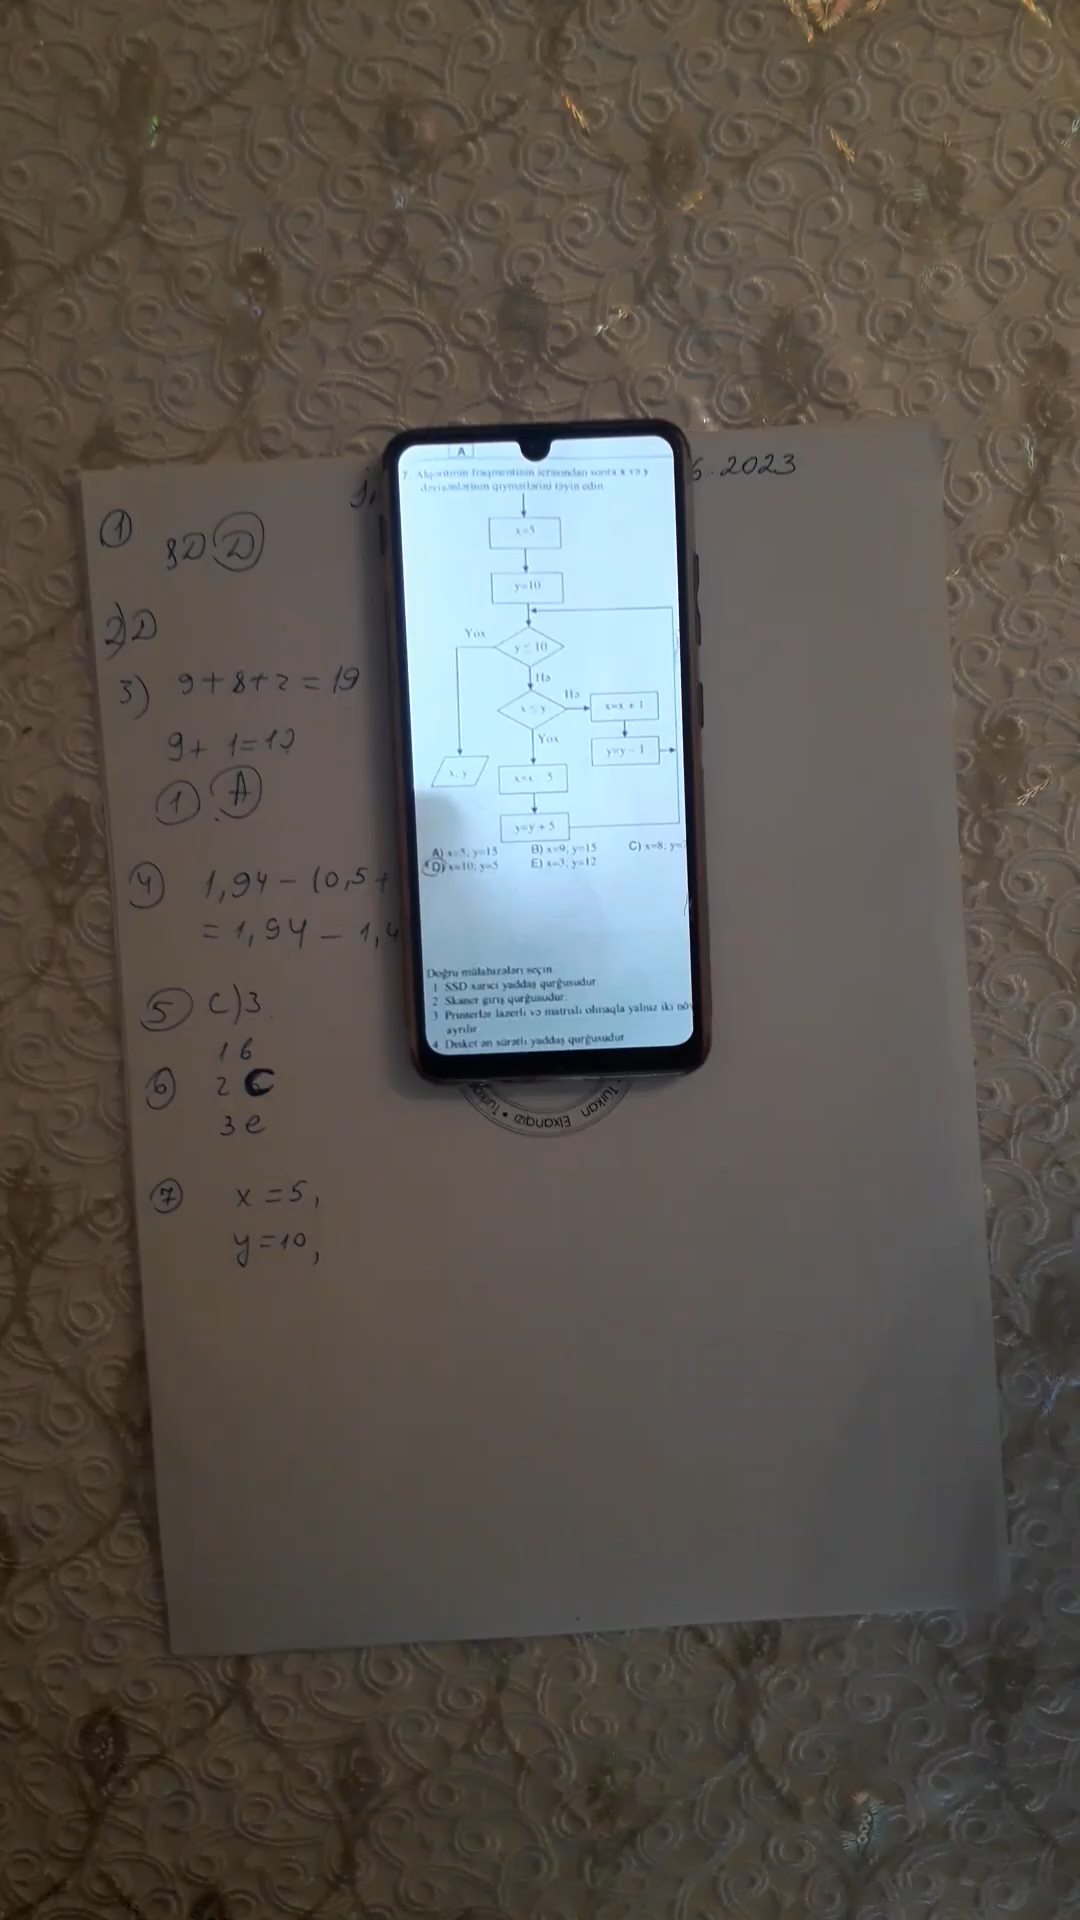 6.2023
① 8D D
2) D
3) 9+8+2=19
9+ 1=10
① A
4) 1,94 - (0,5+
= 1,94 - 1,4
⑤ C) 3
1 b
⑥ 2 C
3 e
⑦ x = 5,
y = 10,
A
7. Alqoritmin fraqmentinin icrasından sonra x və y
dəyişənlərinin qiymətlərini təyin edin
x=5
y=10
Yox
y ≤ 10
Hə
x ≤ y
Hə
x=x + 1
Yox
y=y - 1
x, y
x=x 5
y=y + 5
A) x=5; y=15 B) x=9; y=15 C) x=8; y=
D) x=10; y=5 E) x=3; y=12
Doğru mülahizələri seçin
1 SSD xarici yaddaş qurğusudur
2 Skaner giriş qurğusudur.
3 Printerlər lazerli və matrisli olmaqla yalnız iki növ
ayrılır
4 Disket ən sürətli yaddaş qurğusudur
Turkan Elxanqızı • Turkan